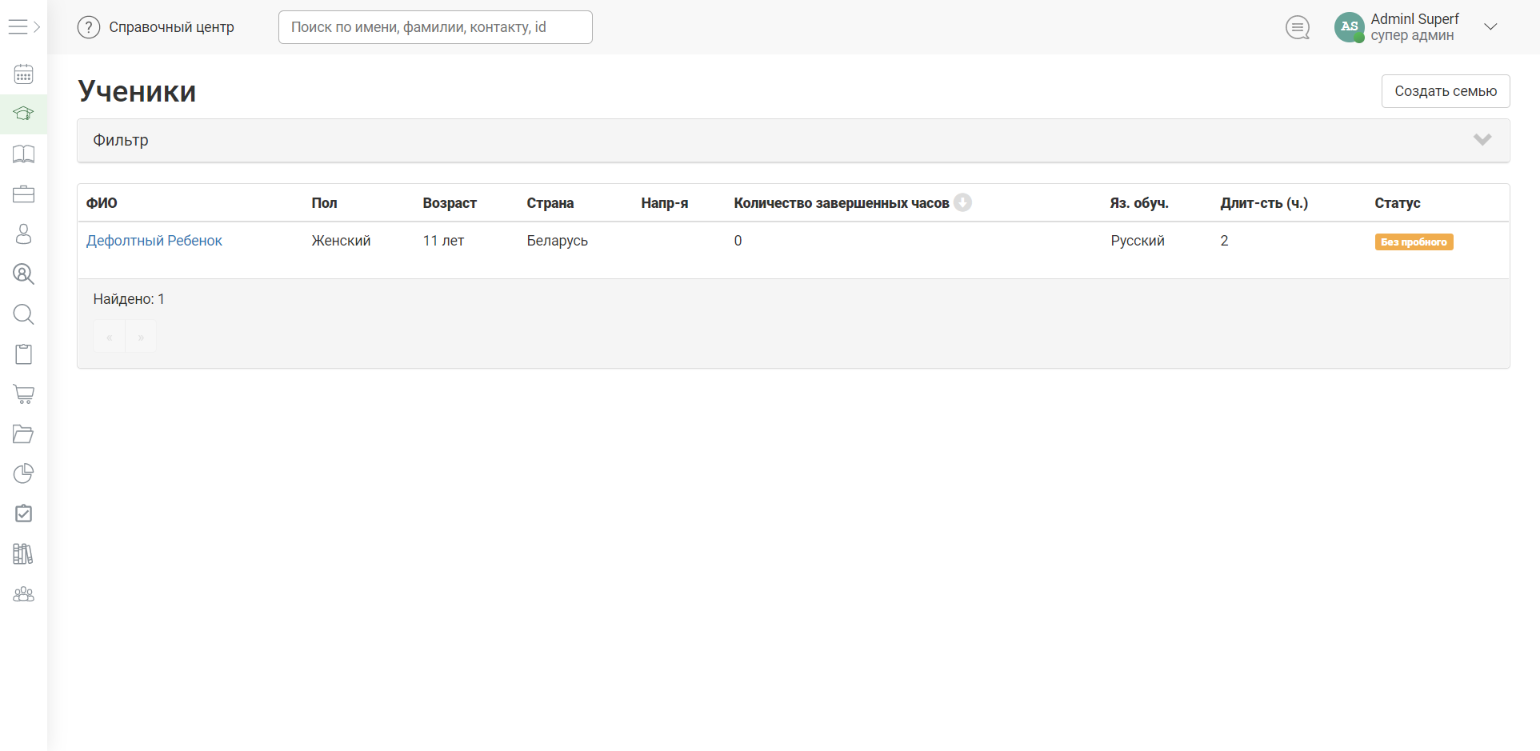 ? Справочный центр
Поиск по имени, фамилии, контакту, id
AS
AdminI Superf
супер админ
Ученики
Создать семью
Фильтр
ФИО Пол Возраст Страна Напр-я Количество завершенных часов Яз. обуч. Длит-сть (ч.) Статус
Дефолтный Ребенок Женский 11 лет Беларусь 0 Русский 2 Без пробного
Найдено: 1
« »